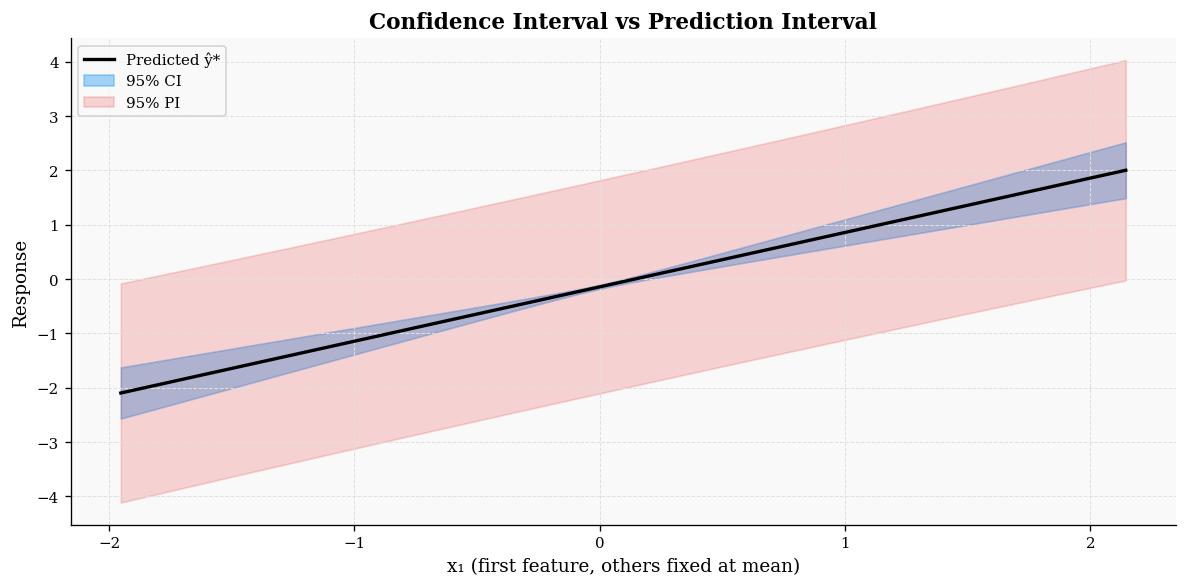 Confidence Interval vs Prediction Interval
Predicted ŷ*
95% CI
95% PI
Response
4
3
2
1
0
−1
−2
−3
−4
−2
−1
0
1
2
x₁ (first feature, others fixed at mean)